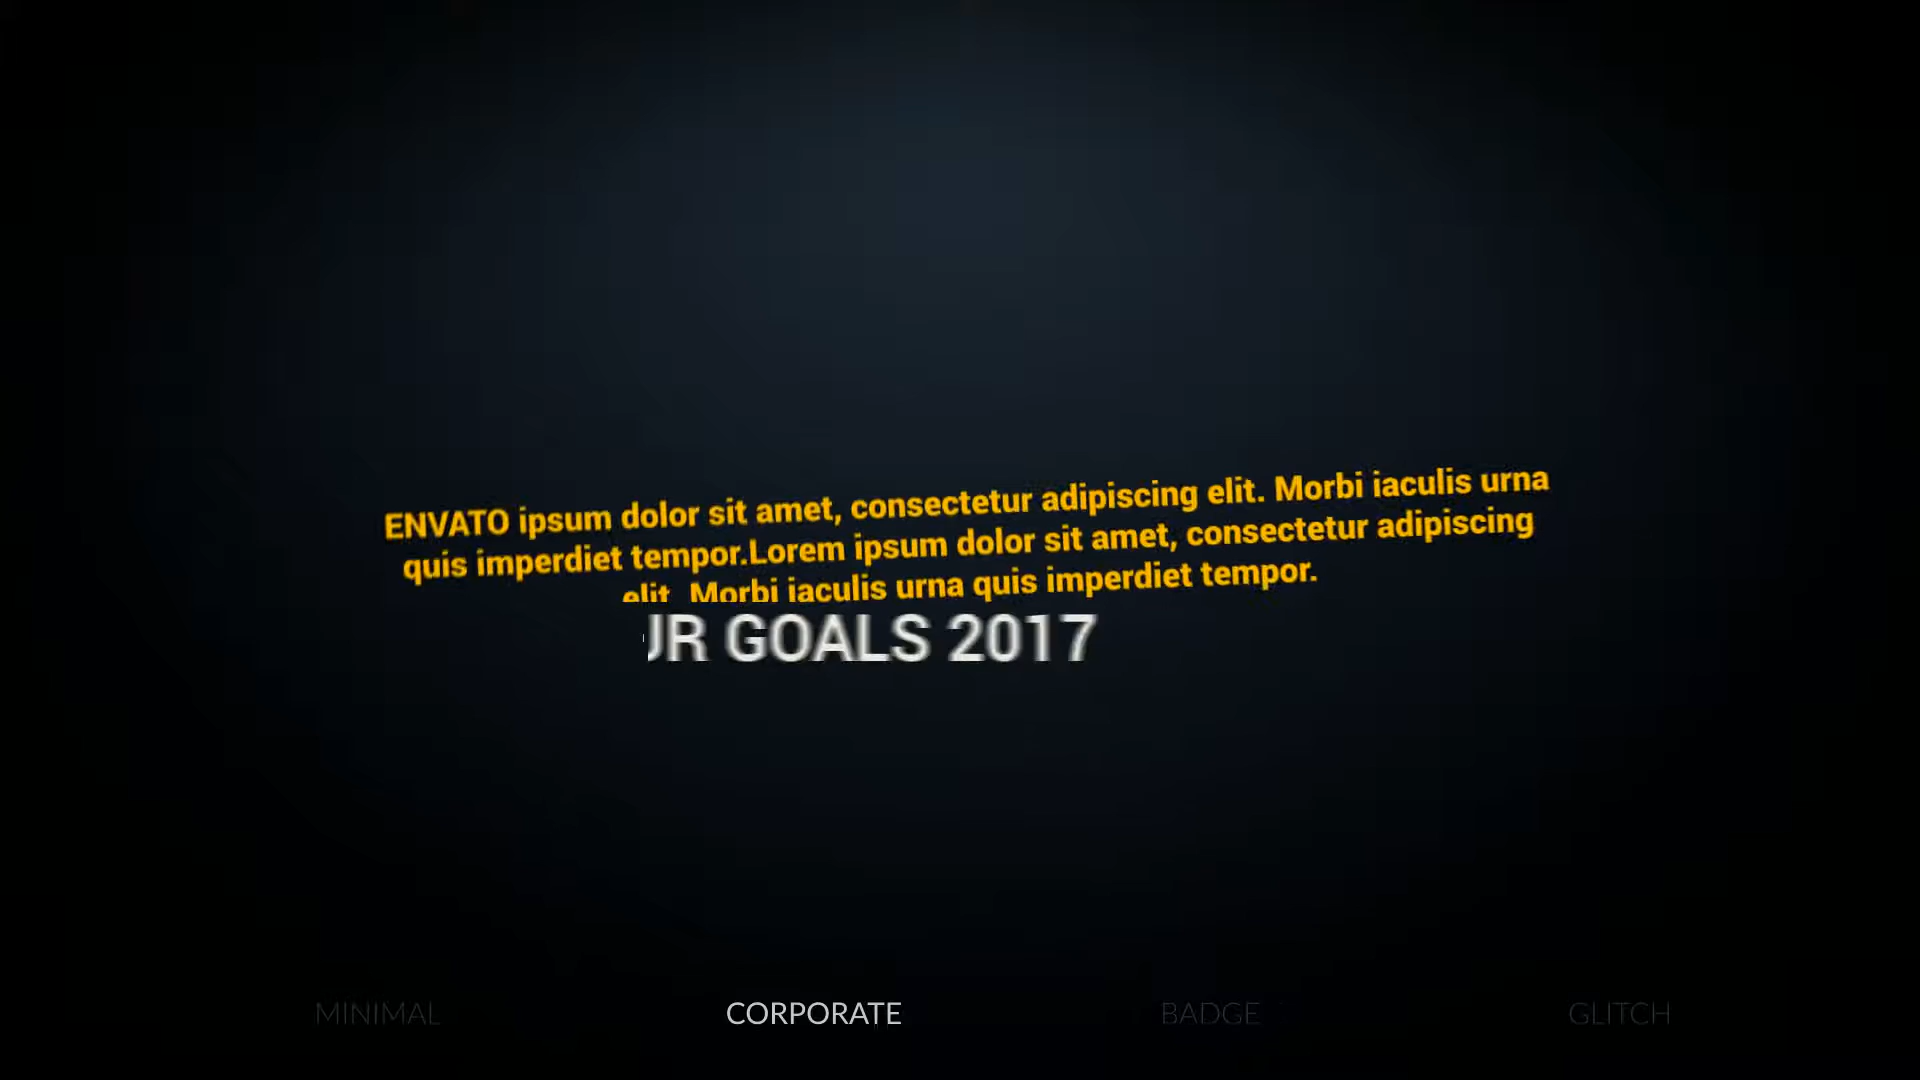 ENVATO ipsum dolor sit amet, consectetur adipiscing elit. Morbi iaculis urna
quis imperdiet tempor.Lorem ipsum dolor sit amet, consectetur adipiscing
elit. Morbi iaculis urna quis imperdiet tempor.
GOALS 2017
MINIMAL
CORPORATE
BADGE
GLITCH